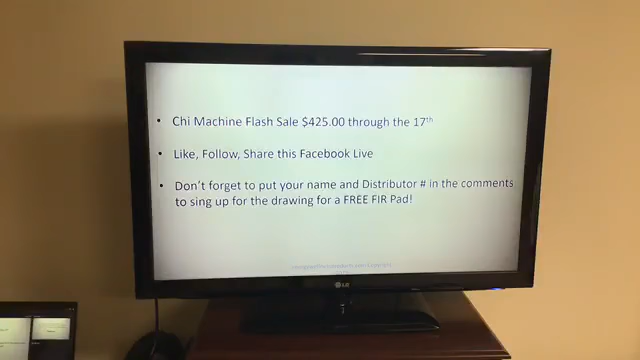 • Chi Machine Flash Sale $425.00 through the 17th
• Like, Follow, Share this Facebook Live
• Don't forget to put your name and Distributor # in the comments
to sing up for the drawing for a FREE FIR Pad!
LG